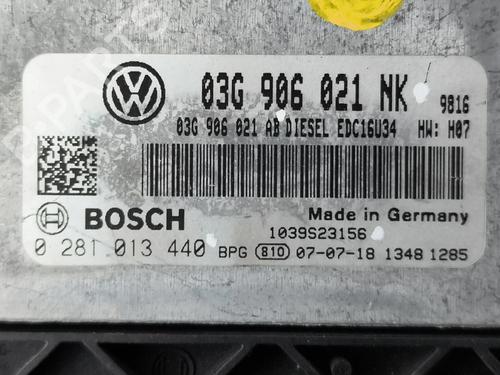 03G 906 021 NK 9816
03G 906 021 AB DIESEL EDC16U34 HW: H07
BOSCH
Made in Germany
1039S23156
0 281 013 440 BPG 810 07-07-18 1348 1285